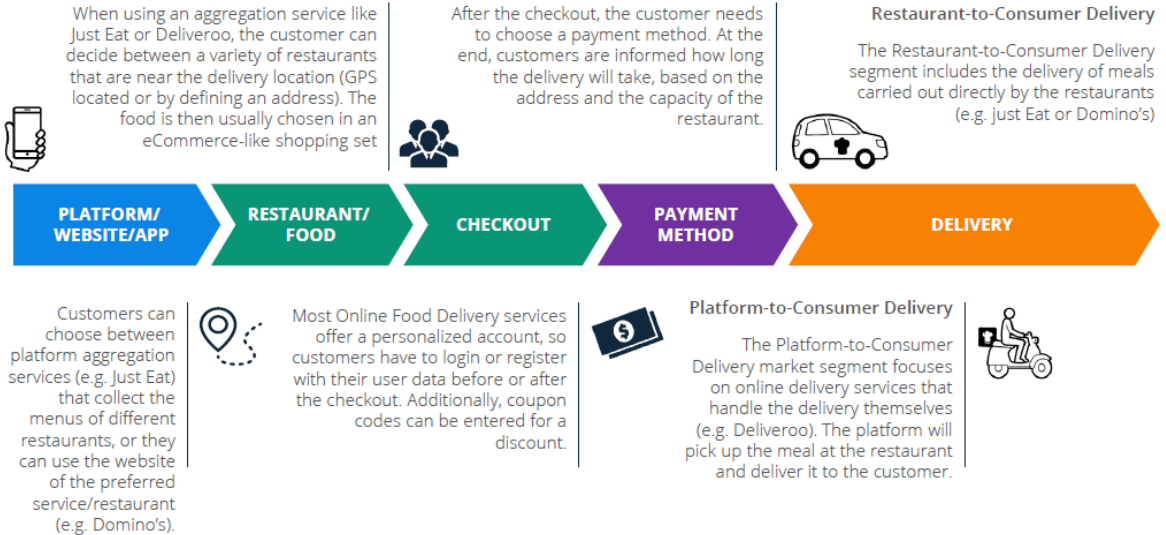 When using an aggregation service like
Just Eat or Deliveroo, the customer can
decide between a variety of restaurants
that are near the delivery location (GPS
located or by defining an address). The
food is then usually chosen in an
eCommerce-like shopping set
After the checkout, the customer needs
to choose a payment method. At the
end, customers are informed how long
the delivery will take, based on the
address and the capacity of the
restaurant.
Restaurant-to-Consumer Delivery
The Restaurant-to-Consumer Delivery
segment includes the delivery of meals
carried out directly by the restaurants
(e.g. just Eat or Domino’s)
PLATFORM/
WEBSITE/APP
RESTAURANT/
FOOD
CHECKOUT
PAYMENT
METHOD
DELIVERY
Customers can
choose between
platform aggregation
services (e.g. Just Eat)
that collect the
menus of different
restaurants, or they
can use the website
of the preferred
service/restaurant
(e.g. Domino’s).
Most Online Food Delivery services
offer a personalized account, so
customers have to login or register
with their user data before or after
the checkout. Additionally, coupon
codes can be entered for a
discount.
$
Platform-to-Consumer Delivery
The Platform-to-Consumer
Delivery market segment focuses
on online delivery services that
handle the delivery themselves
(e.g. Deliveroo). The platform will
pick up the meal at the restaurant
and deliver it to the customer.